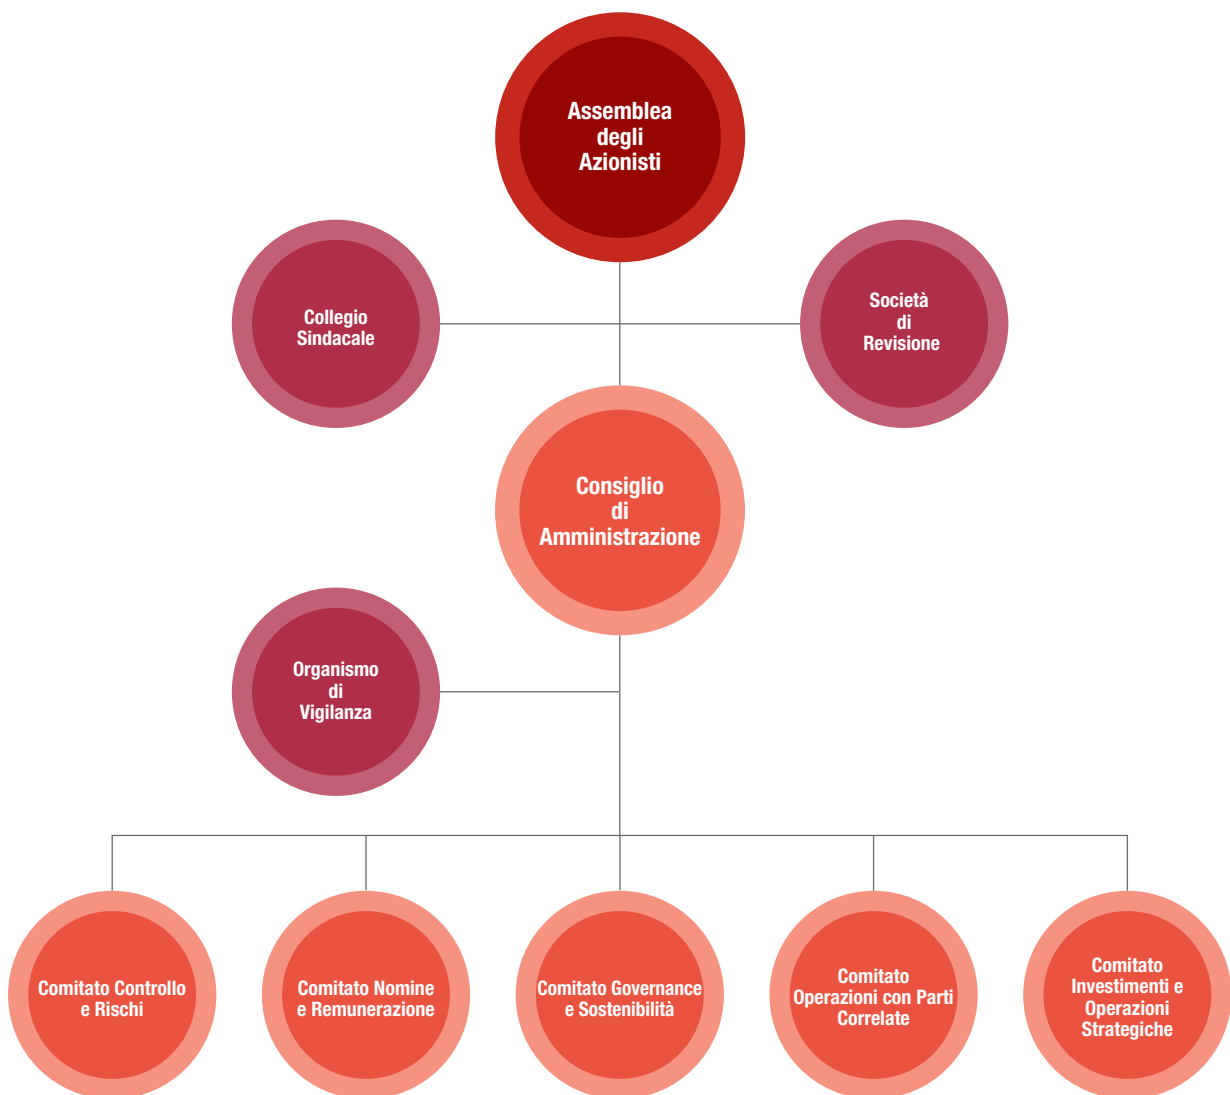 Assemblea
degli
Azionisti
Collegio
Sindacale
Società
di
Revisione
Consiglio
di
Amministrazione
Organismo
di
Vigilanza
Comitato Controllo
e Rischi
Comitato Nomine
e Remunerazione
Comitato Governance
e Sostenibilità
Comitato
Operazioni con Parti
Correlate
Comitato
Investimenti e
Operazioni
Strategiche